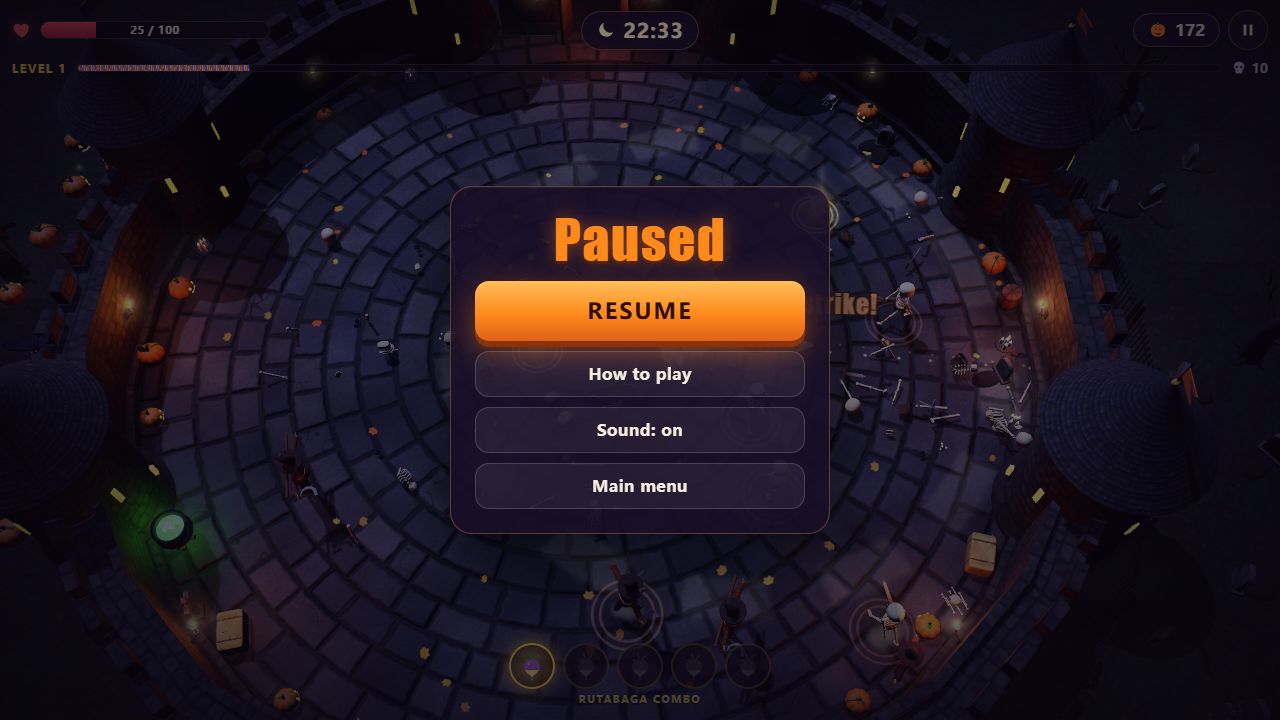 25 / 100
22:33
172
LEVEL 1
10
Paused
RESUME
rike!
How to play
Sound: on
Main menu
RUTABAGA COMBO